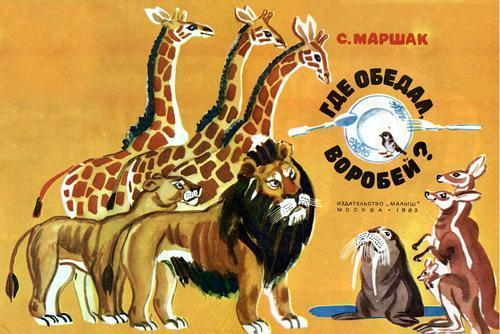 С. МАРШАК
ГДЕ ОБЕДАЛ,
ВОРОБЕЙ?
ИЗДАТЕЛЬСТВО „МАЛЫШ"
МОСКВА • 1982